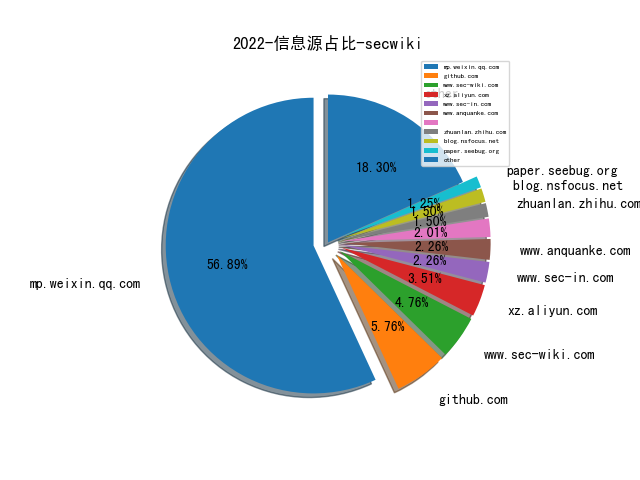 2022-信息源占比-secwiki
mp.weixin.qq.com
github.com
www.sec-wiki.com
xz.aliyun.com
www.sec-in.com
www.anquanke.com
zhuanlan.zhihu.com
blog.nsfocus.net
paper.seebug.org
other
18.30%
paper.seebug.org
blog.nsfocus.net
zhuanlan.zhihu.com
1.25%
1.50%
1.50%
2.01%
2.26%
www.anquanke.com
2.26%
www.sec-in.com
56.89%
3.51%
mp.weixin.qq.com
4.76%
xz.aliyun.com
5.76%
www.sec-wiki.com
github.com